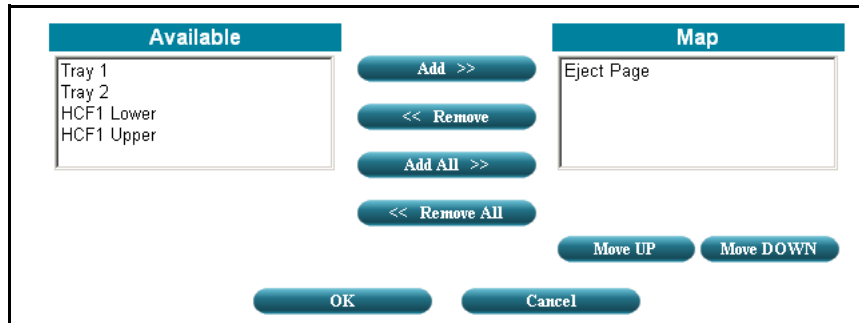 Available
Tray 1
Tray 2
HCF1 Lower
HCF1 Upper
Add >>
<< Remove
Add All >>
<< Remove All
Map
Eject Page
Move UP
Move DOWN
OK
Cancel